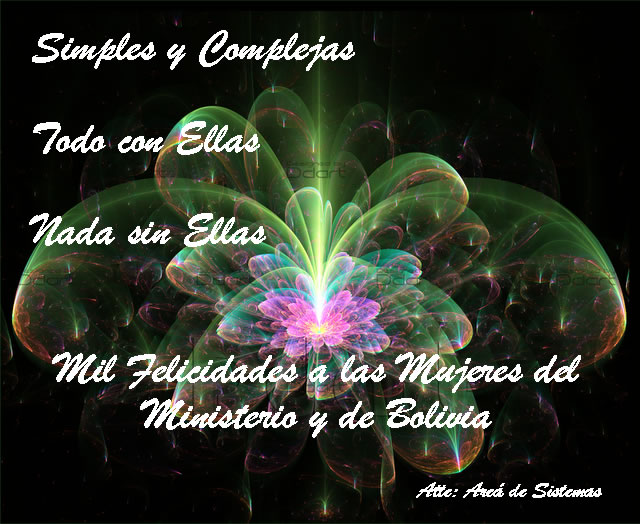 Simples y Complejas
Todo con Ellas
Nada sin Ellas
Mil Felicidades a las Mujeres del
Ministerio y de Bolivia
Atte: Areá de Sistemas